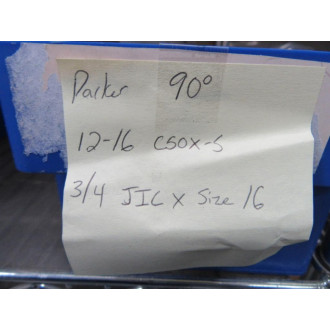 Parker 90°
12-16 C5OX-S
3/4 JIC x Size 16